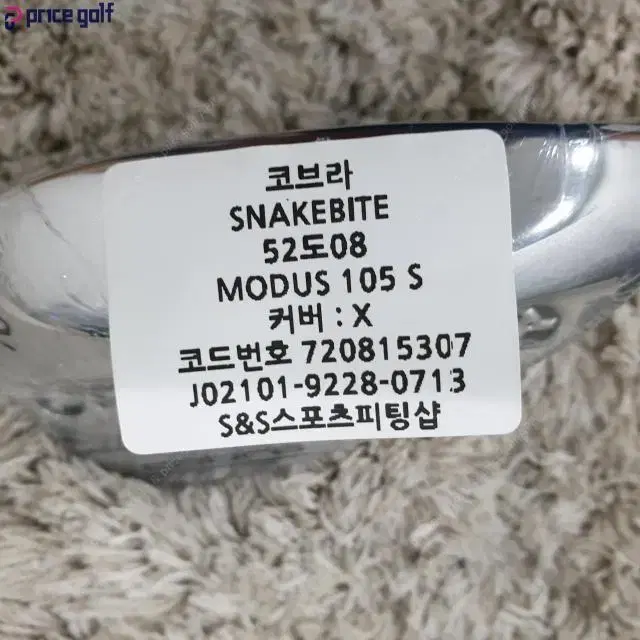 price golf
코브라
SNAKEBITE
52도08
MODUS 105 S
커버 : X
코드번호 720815307
J02101-9228-0713
S&S스포츠피팅샵